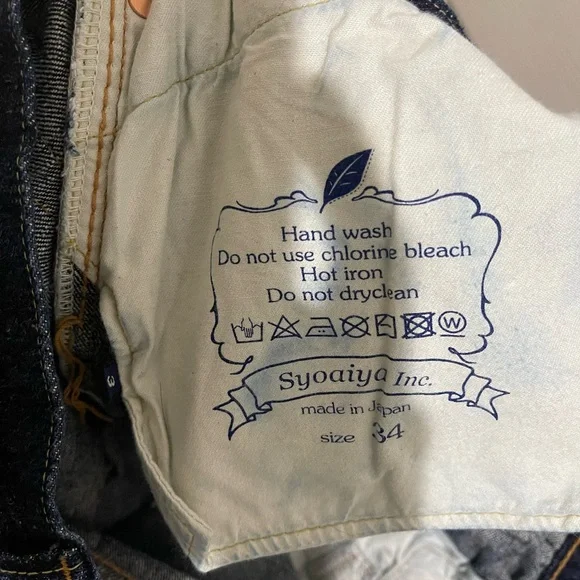 Hand wash
Do not use chlorine bleach
Hot iron
Do not dryclean
W
Syoaiya Inc.
made in Japan
size 34
3